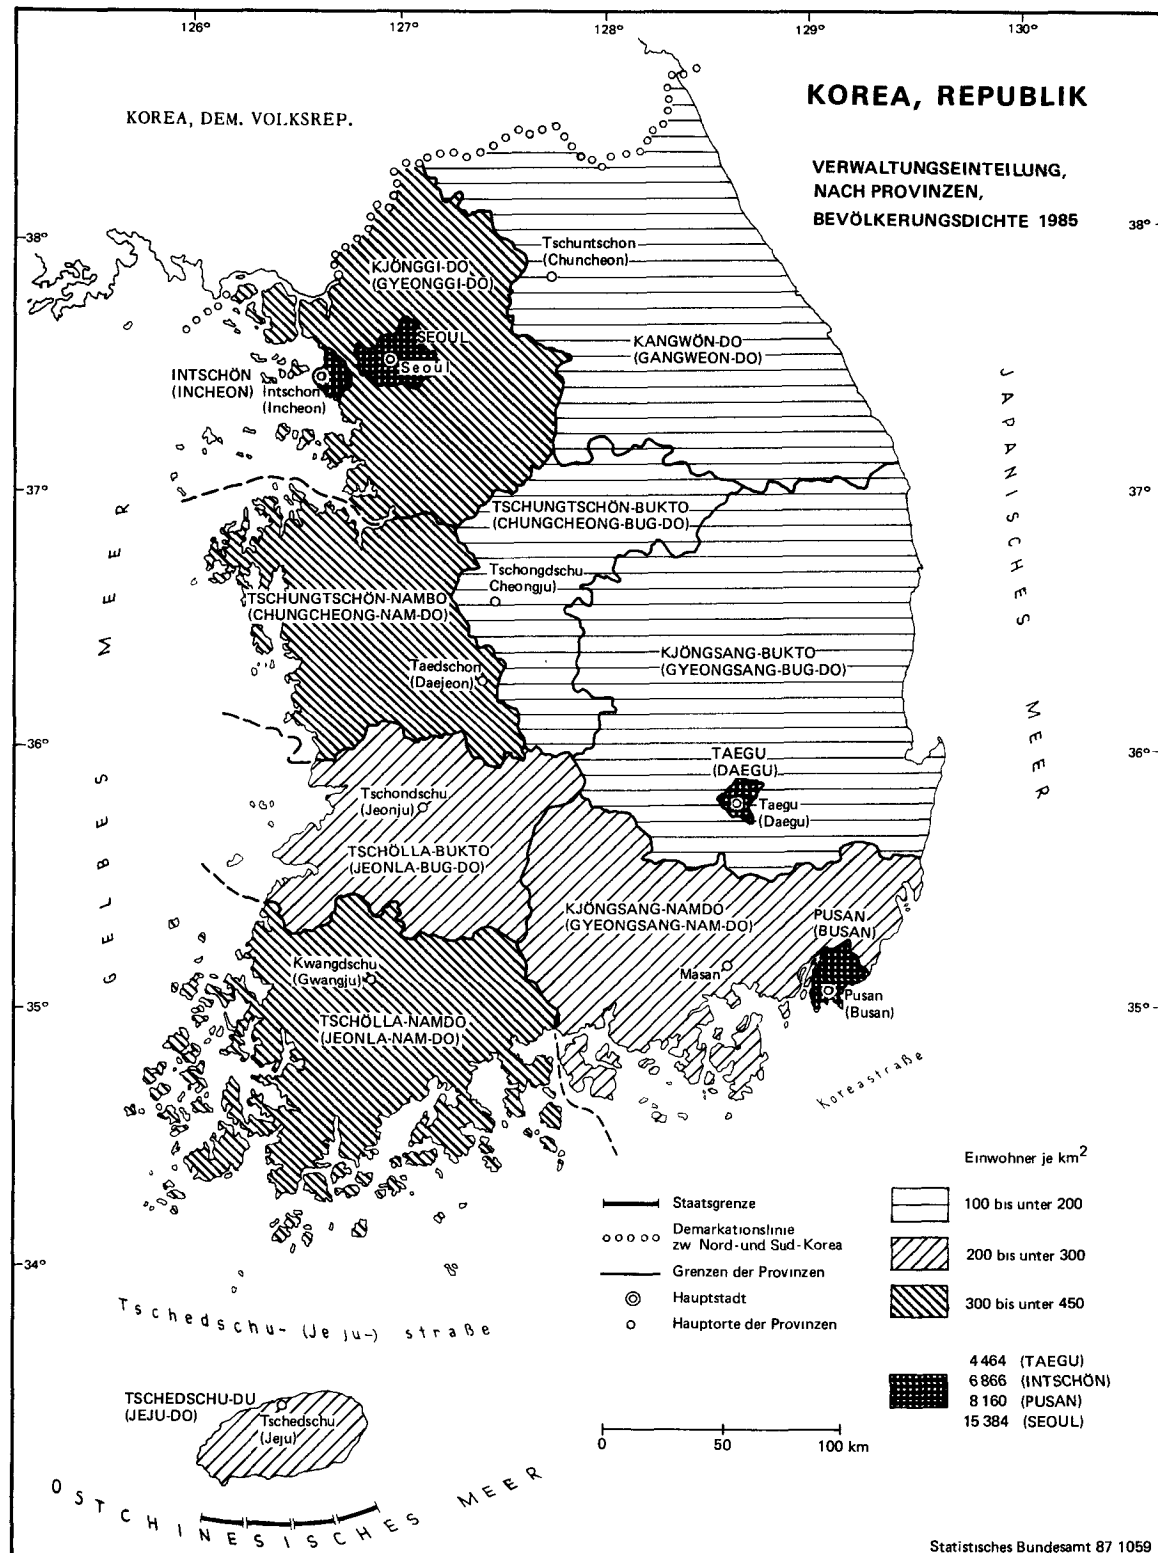 126°
127°
128°
129°
130°
KOREA, REPUBLIK
KOREA, DEM. VOLKSREP.
VERWALTUNGSEINTEILUNG,
NACH PROVINZEN,
BEVÖLKERUNGSDICHTE 1985
38°
38°
Tschuntschon
(Chuncheon)
KJÖNGGI-DO
(GYEONGGI-DO)
SEOUL
Seoul
KANGWÖN-DO
(GANGWEON-DO)
INTSCHÖN
(INCHEON)
Intschon
(Incheon)
JAPANISCHES MEER
37°
37°
TSCHUNGTSCHÖN-BUKTO
(CHUNGCHEONG-BUG-DO)
Tschongdschu
Cheongju)
TSCHUNGTSCHÖN-NAMBO
(CHUNGCHEONG-NAM-DO)
KJÖNGSANG-BUKTO
(GYEONGSANG-BUG-DO)
Taedschon
(Daejeon)
GELBES MEER
36°
36°
TAEGU
(DAEGU)
Taegu
(Daegu)
Tschondschu
(Jeonju)
TSCHÖLLA-BUKTO
(JEONLA-BUG-DO)
KJÖNGSANG-NAMDO
(GYEONGSANG-NAM-DO)
PUSAN
(BUSAN)
Kwangdschu
(Gwangju)
Masan
Pusan
(Busan)
35°
35°
TSCHÖLLA-NAMDO
(JEONLA-NAM-DO)
Koreastraße
34°
Einwohner je km2
Staatsgrenze
Demarkationslinie
zw Nord-und Sud-Korea
Grenzen der Provinzen
Hauptstadt
Hauptorte der Provinzen
100 bis unter 200
200 bis unter 300
300 bis unter 450
4 464 (TAEGU)
6 866 (INTSCHÖN)
8 160 (PUSAN)
15 384 (SEOUL)
Tschedschu- (Jeju-) straße
TSCHEDSCHU-DU
(JEJU-DO)
Tschedschu
(Jeju)
0 50 100 km
OSTCHINESISCHES MEER
Statistisches Bundesamt 87 1059